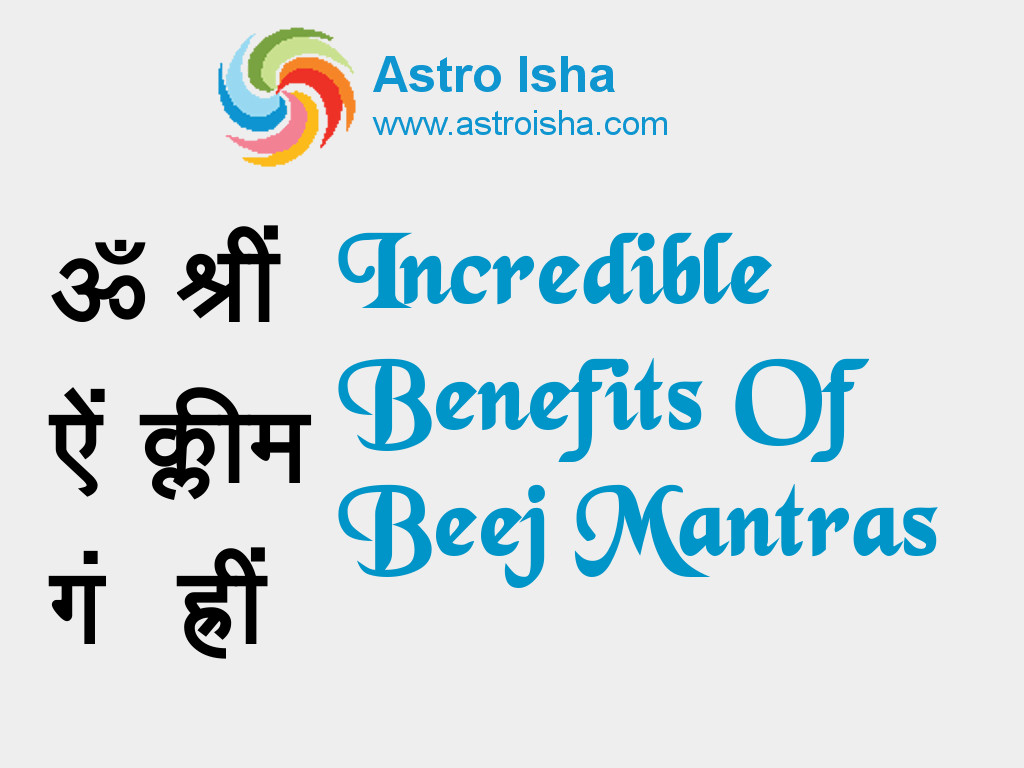 Astro Isha
www.astroisha.com
ॐ श्रीं
ऐं क्लीम
गं ह्रीं
Incredible
Benefits Of
Beej Mantras